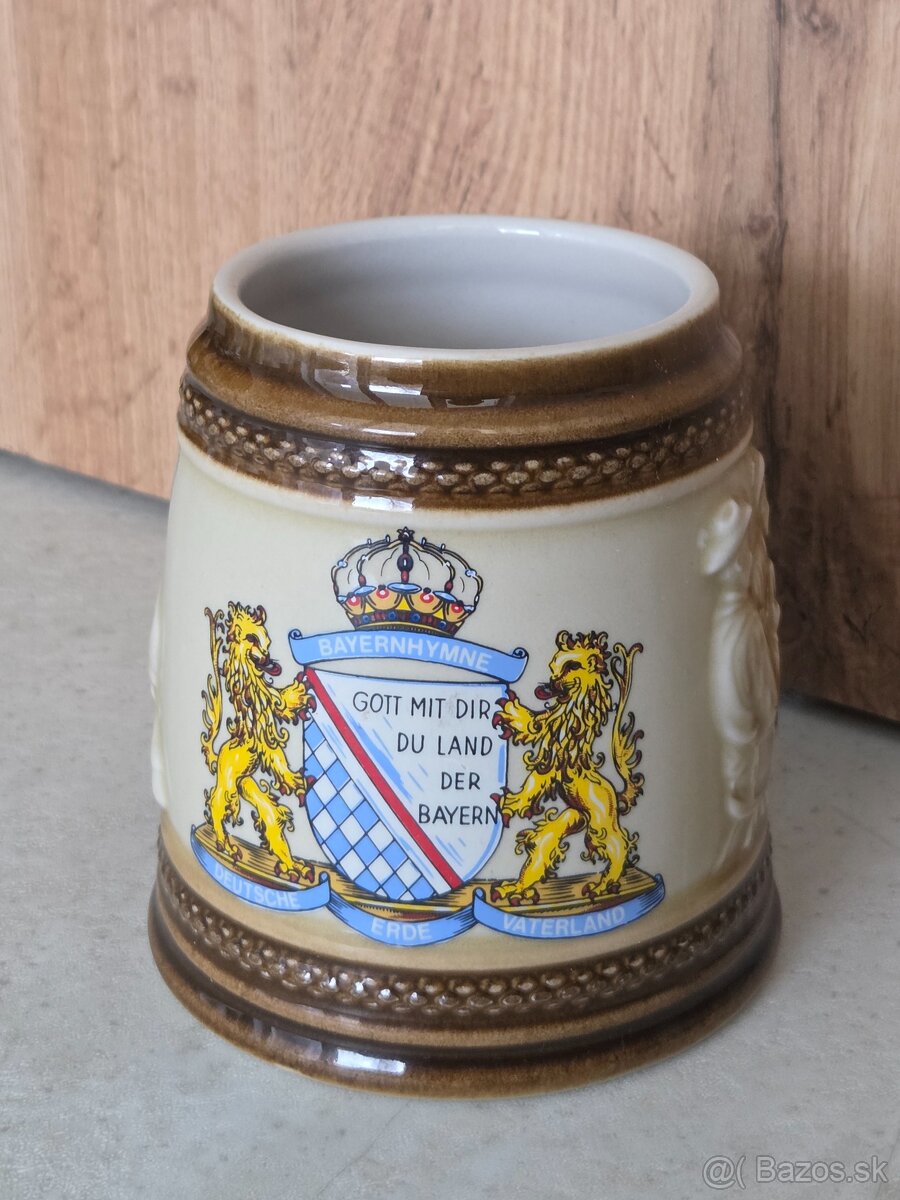 BAYERNHYMNE
GOTT MIT DIR
DU LAND
DER
BAYERN
DEUTSCHE
ERDE
VATERLAND
@( Bazos.sk